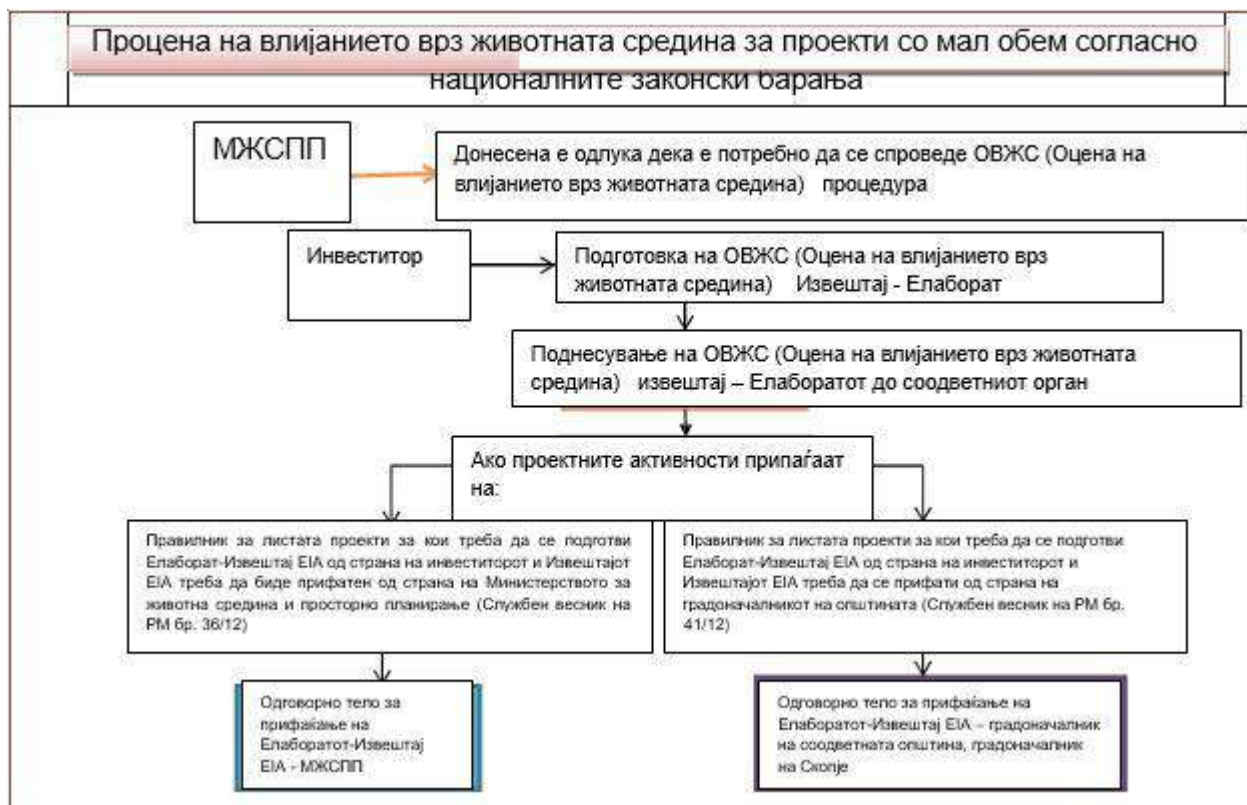 Процена на влијанието врз животната средина за проекти со мал обем согласно
националните законски барања
МЖСПП
Донесена е одлука дека е потребно да се спроведе ОВЖС (Оцена на
влијанието врз животната средина) процедура
Инвеститор
Подготовка на ОВЖС (Оцена на влијанието врз
животната средина) Извештај - Елаборат
Поднесување на ОВЖС (Оцена на влијанието врз животната
средина) извештај – Елаборатот до соодветниот орган
Ако проектните активности припаѓаат
на:
Правилник за листата проекти за кои треба да се подготви
Елаборат-Извештај EIA од страна на инвеститорот и Извештајот
EIA треба да биде прифатен од страна на Министерството за
животна средина и просторно планирање (Службен весник на
РМ бр. 36/12)
Правилник за листата проекти за кои треба да се подготви
Елаборат-Извештај EIA од страна на инвеститорот и
Извештајот EIA треба да се прифати од страна на
градоначалникот на општината (Службен весник на РМ бр.
41/12)
Одговорно тело за
прифаќање на
Елаборатот-Извештај
EIA - МЖСПП
Одговорно тело за прифаќање на
Елаборатот-Извештај EIA – градоначалник
на соодветната општина, градоначалник
на Скопје